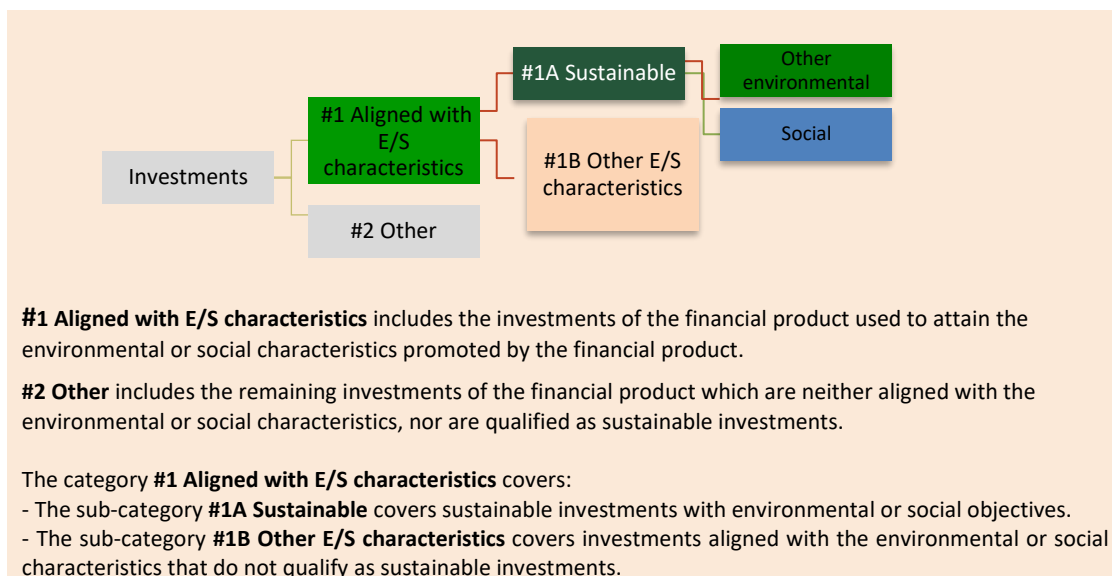 #1A Sustainable
Other
environmental
#1 Aligned with
E/S
characteristics
Social
#1B Other E/S
characteristics
Investments
#2 Other
#1 Aligned with E/S characteristics includes the investments of the financial product used to attain the
environmental or social characteristics promoted by the financial product.
#2 Other includes the remaining investments of the financial product which are neither aligned with the
environmental or social characteristics, nor are qualified as sustainable investments.
The category #1 Aligned with E/S characteristics covers:
- The sub-category #1A Sustainable covers sustainable investments with environmental or social objectives.
- The sub-category #1B Other E/S characteristics covers investments aligned with the environmental or social
characteristics that do not qualify as sustainable investments.